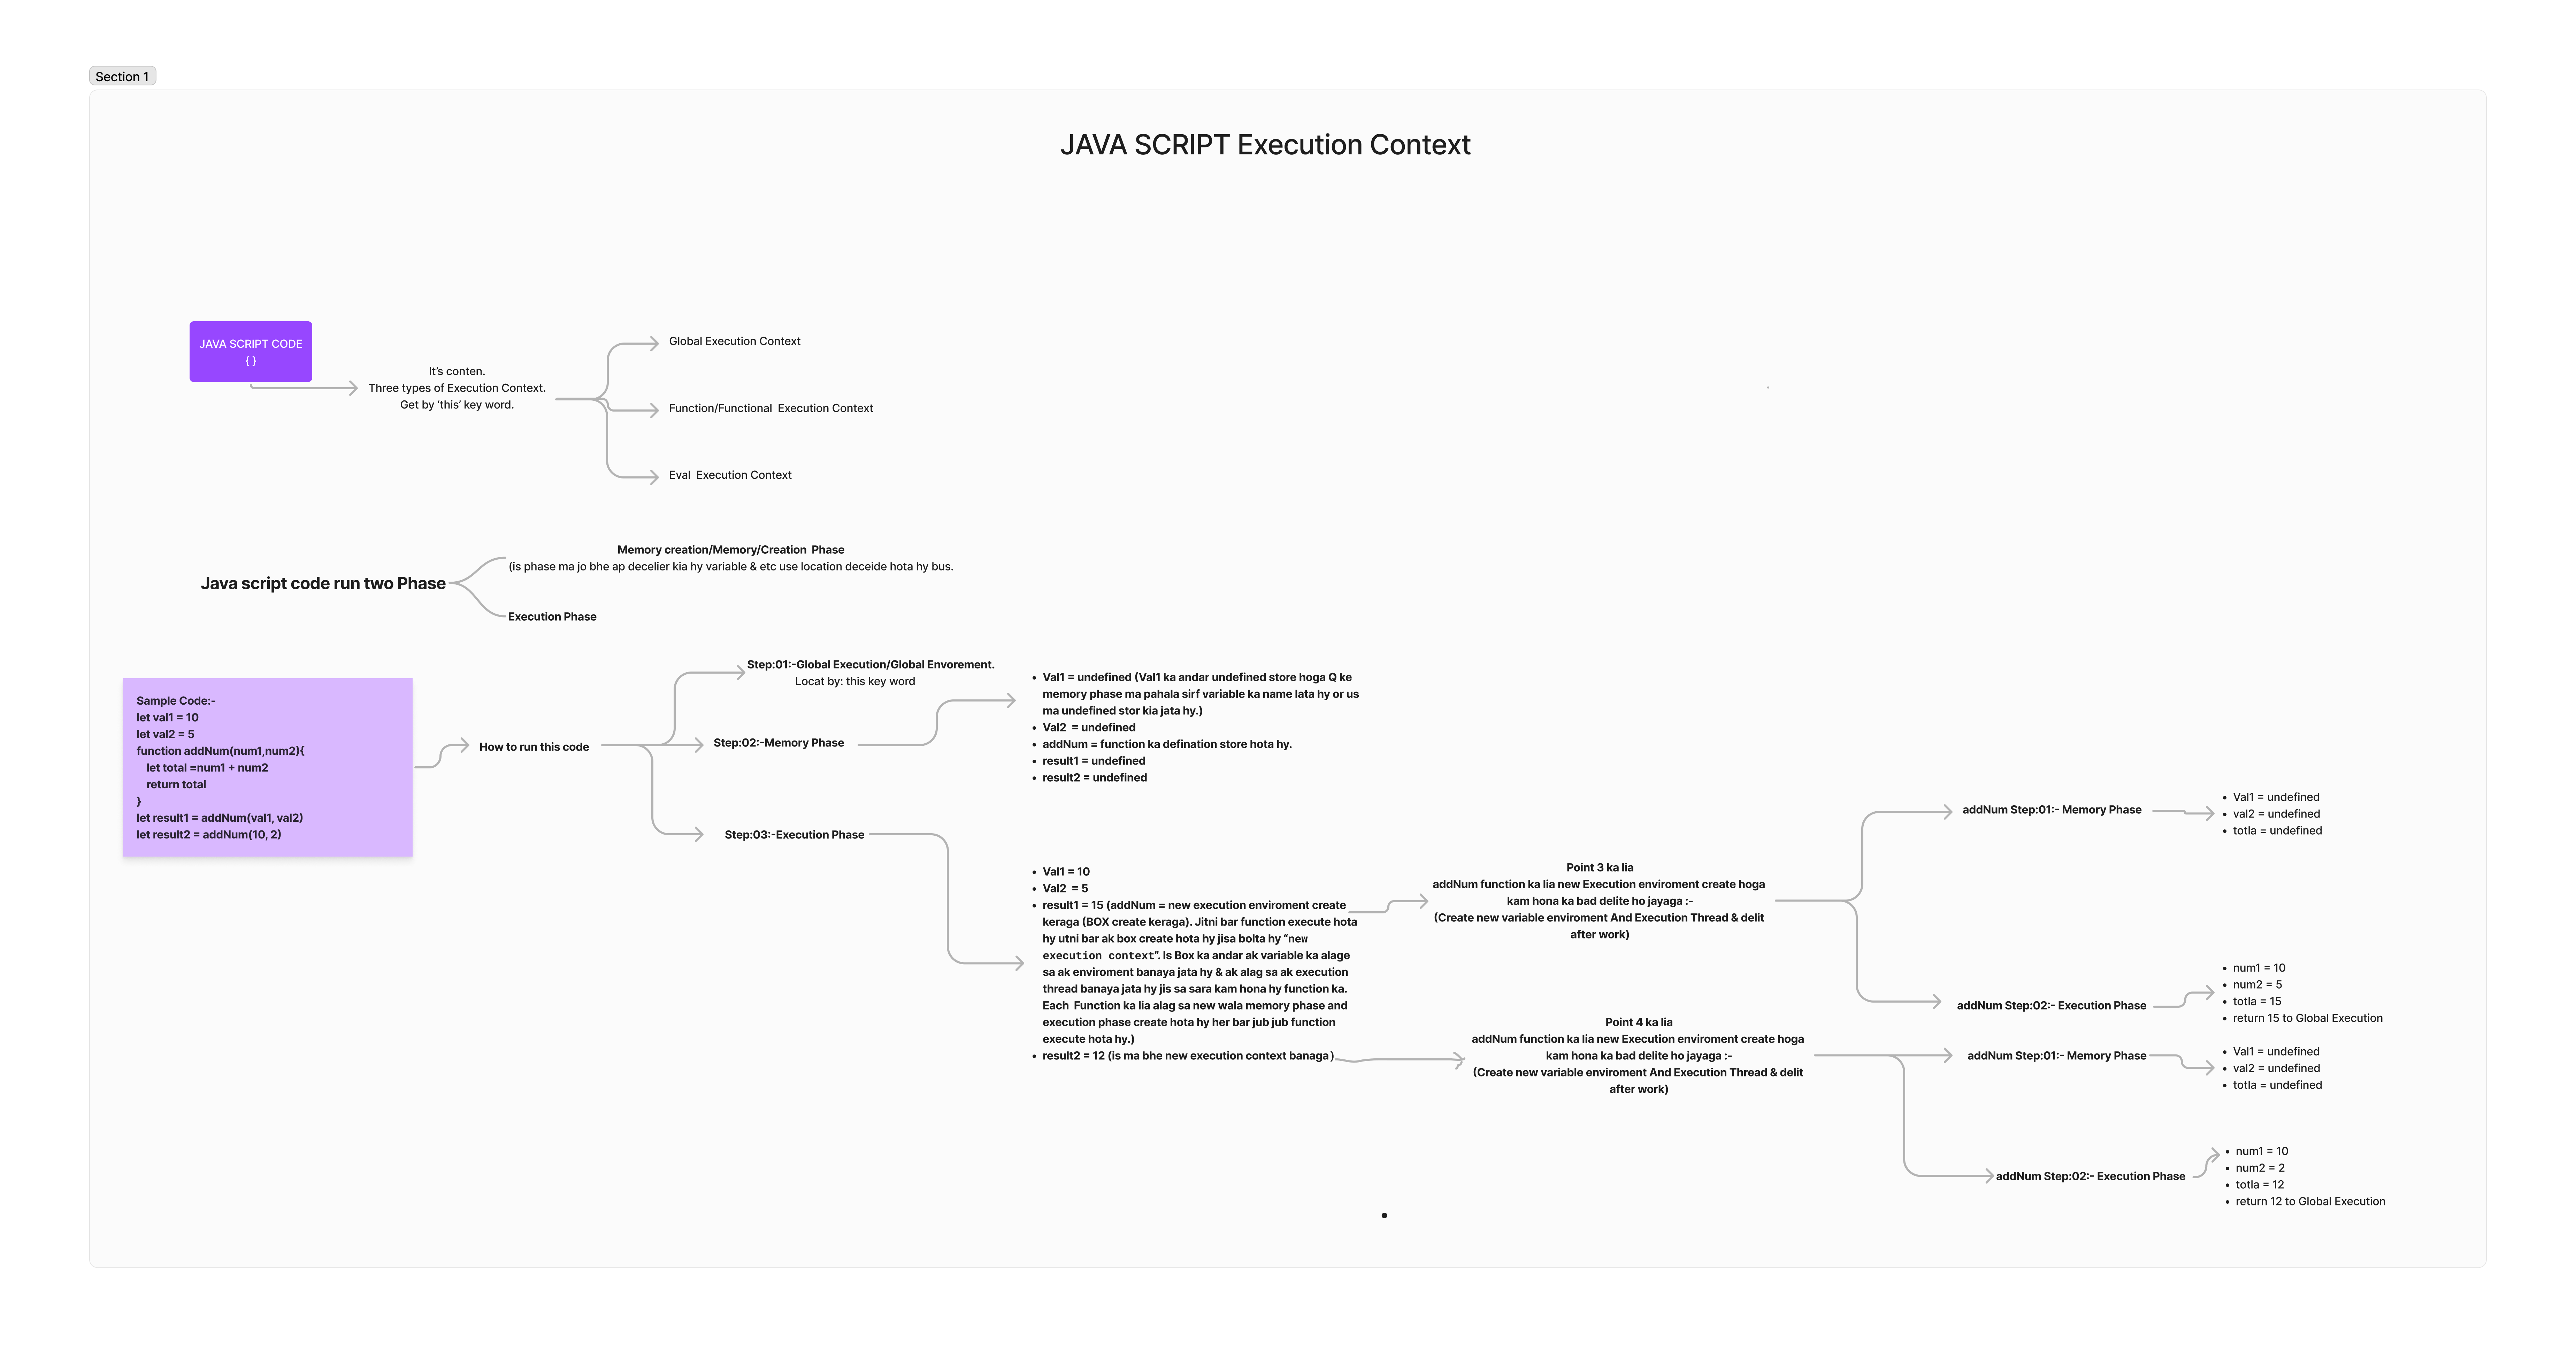 Section 1
JAVA SCRIPT Execution Context
JAVA SCRIPT CODE
{ }
It's conten.
Three types of Execution Context.
Get by 'this' key word.
Global Execution Context
Function/Functional  Execution Context
Eval  Execution Context
Java script code run two Phase
Memory creation/Memory/Creation  Phase
(is phase ma jo bhe ap decelier kia hy variable & etc use location deceide hota hy bus.
Execution Phase
Sample Code:-
let val1 = 10
let val2 = 5
function addNum(num1,num2){
let total =num1 + num2
return total
}
let result1 = addNum(val1, val2)
let result2 = addNum(10, 2)
How to run this code
Step:01:-Global Execution/Global Envorement.
Locat by: this key word
Step:02:-Memory Phase
• Val1 = undefined (Val1 ka andar undefined store hoga Q ke
memory phase ma pahala sirf variable ka name lata hy or us
ma undefined stor kia jata hy.)
• Val2  = undefined
• addNum = function ka defination store hota hy.
• result1 = undefined
• result2 = undefined
Step:03:-Execution Phase
• Val1 = 10
• Val2  = 5
• result1 = 15 (addNum = new execution enviroment create
keraga (BOX create keraga). Jitni bar function execute hota
hy utni bar ak box create hota hy jisa bolta hy “new
execution context”. Is Box ka andar ak variable ka alage
sa ak enviroment banaya jata hy & ak alag sa ak execution
thread banaya jata hy jis sa sara kam hona hy function ka.
Each  Function ka lia alag sa new wala memory phase and
execution phase create hota hy her bar jub jub function
execute hota hy.)
• result2 = 12 (is ma bhe new execution context banaga)
Point 3 ka lia
addNum function ka lia new Execution enviroment create hoga
kam hona ka bad delite ho jayaga :-
(Create new variable enviroment And Execution Thread & delit
after work)
addNum Step:01:- Memory Phase
• Val1 = undefined
• val2 = undefined
• totla = undefined
addNum Step:02:- Execution Phase
• num1 = 10
• num2 = 5
• totla = 15
• return 15 to Global Execution
Point 4 ka lia
addNum function ka lia new Execution enviroment create hoga
kam hona ka bad delite ho jayaga :-
(Create new variable enviroment And Execution Thread & delit
after work)
addNum Step:01:- Memory Phase
• Val1 = undefined
• val2 = undefined
• totla = undefined
addNum Step:02:- Execution Phase
• num1 = 10
• num2 = 2
• totla = 12
• return 12 to Global Execution